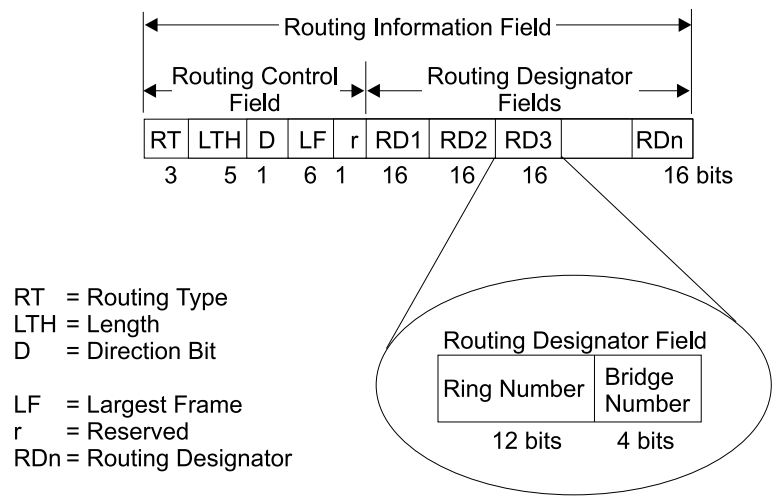 Routing Information Field
Routing Control
Field
Routing Designator
Fields
RT LTH D LF r RD1 RD2 RD3 RDn
3 5 1 6 1 16 16 16 16 bits
RT = Routing Type
LTH = Length
D = Direction Bit
LF = Largest Frame
r = Reserved
RDn = Routing Designator
Routing Designator Field
Ring Number
Bridge
Number
12 bits 4 bits